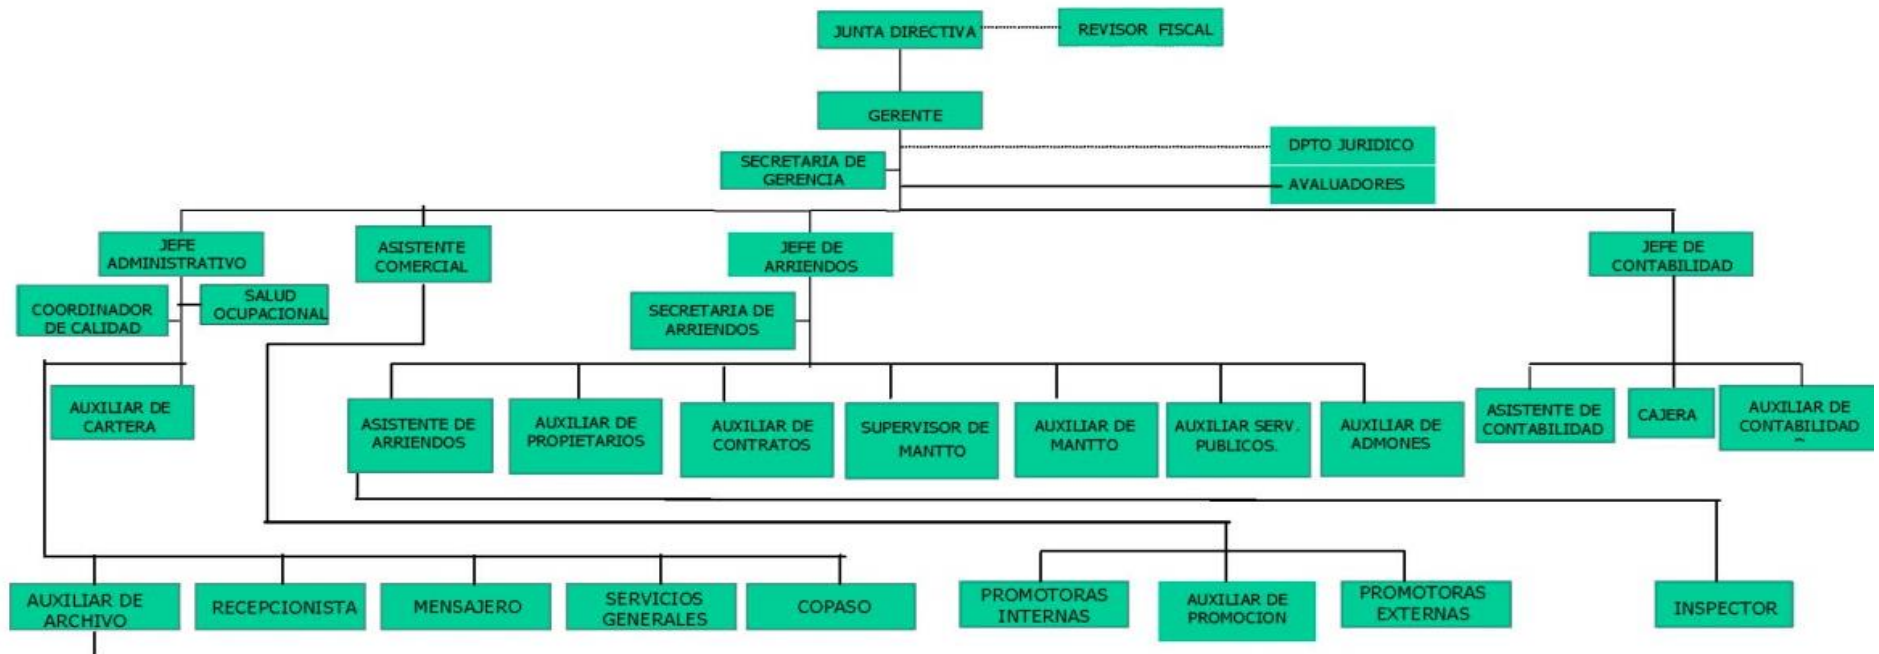 JUNTA DIRECTIVA
REVISOR FISCAL
GERENTE
DPTO JURIDICO
SECRETARIA DE
GERENCIA
AVALUADORES
JEFE
ADMINISTRATIVO
ASISTENTE
COMERCIAL
JEFE DE
ARRIENDOS
JEFE DE
CONTABILIDAD
COORDINADOR
DE CALIDAD
SALUD
OCUPACIONAL
SECRETARIA DE
ARRIENDOS
AUXILIAR DE
CARTERA
ASISTENTE DE
ARRIENDOS
AUXILIAR DE
PROPIETARIOS
AUXILIAR DE
CONTRATOS
SUPERVISOR DE
MANTTO
AUXILIAR DE
MANTTO
AUXILIAR SERV.
PUBLICOS.
AUXILIAR DE
ADMONES
ASISTENTE DE
CONTABILIDAD
CAJERA
AUXILIAR DE
CONTABILIDAD
AUXILIAR DE
ARCHIVO
RECEPCIONISTA
MENSAJERO
SERVICIOS
GENERALES
COPASO
PROMOTORAS
INTERNAS
AUXILIAR DE
PROMOCION
PROMOTORAS
EXTERNAS
INSPECTOR